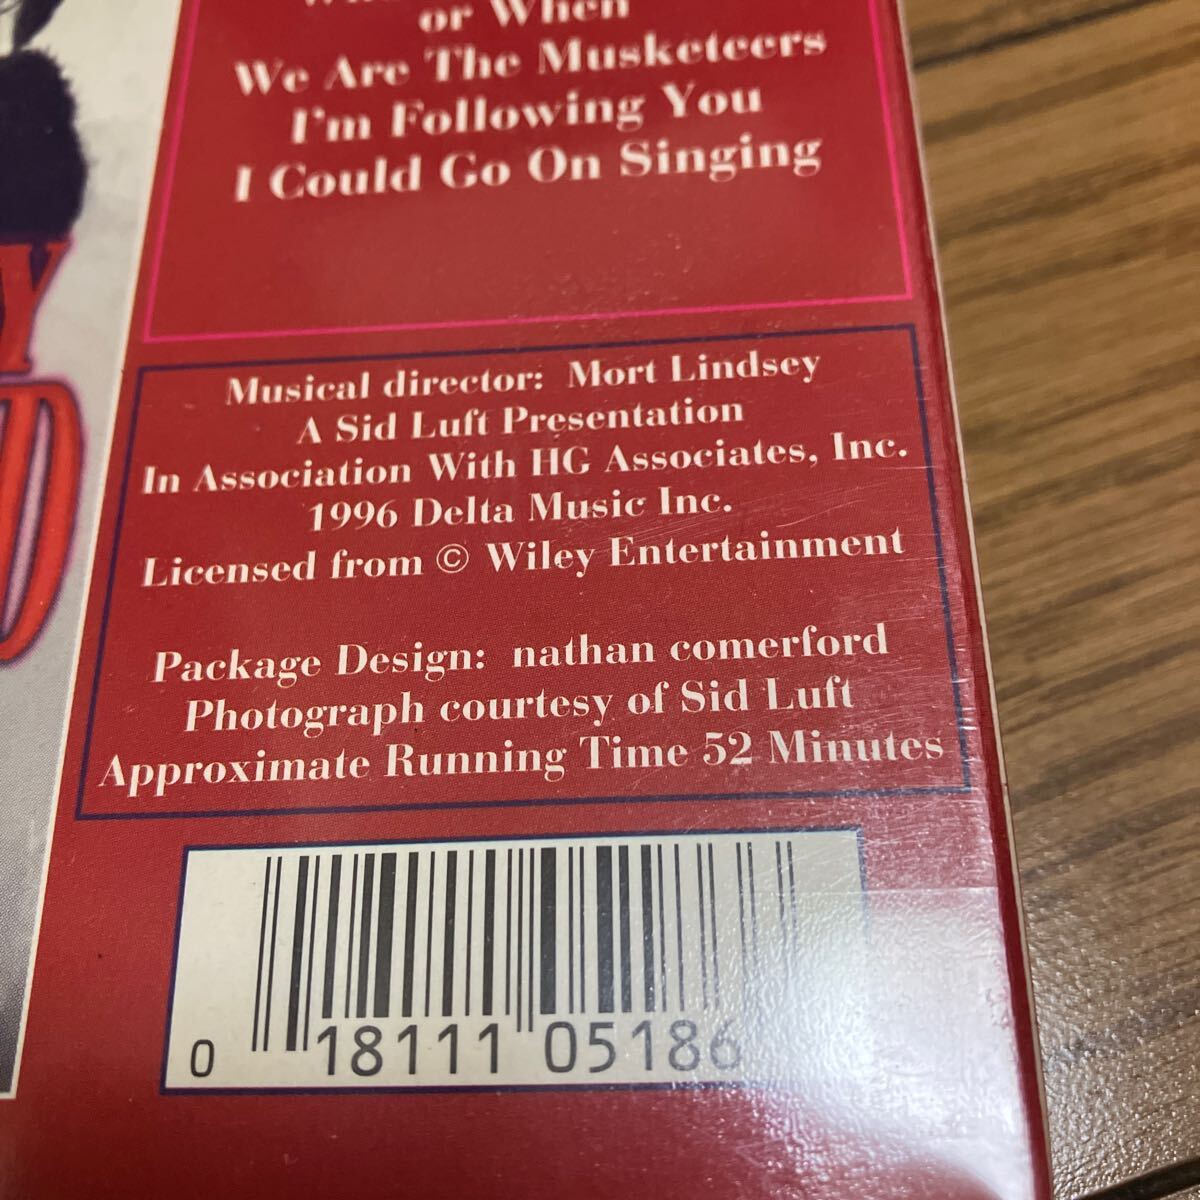 or When
We Are The Musketeers
I'm Following You
I Could Go On Singing
Y
D
Musical director: Mort Lindsey
A Sid Luft Presentation
In Association With HG Associates, Inc.
1996 Delta Music Inc.
Licensed from © Wiley Entertainment
Package Design: nathan comerford
Photograph courtesy of Sid Luft
Approximate Running Time 52 Minutes
0 18111 05186